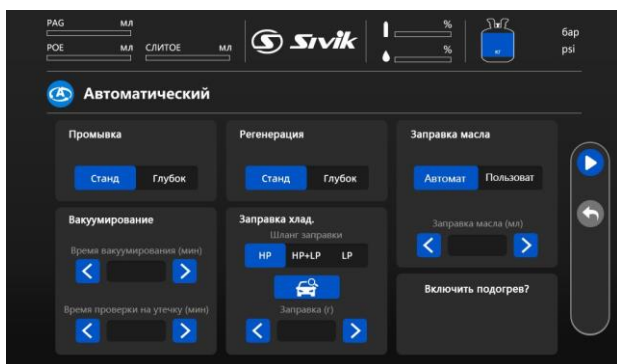 PAG мл
POE мл СЛИТОЕ мл
Sivik
%
%
кг
бар
psi
Автоматический
Промывка
Станд Глубок
Регенерация
Станд Глубок
Заправка масла
Автомат Пользоват
Заправка масла (мл)
Вакуумирование
Время вакуумирования (мин)
Время проверки на утечку (мин)
Заправка хлад.
Шланг заправки
HP HP+LP LP
Заправка (г)
Включить подогрев?